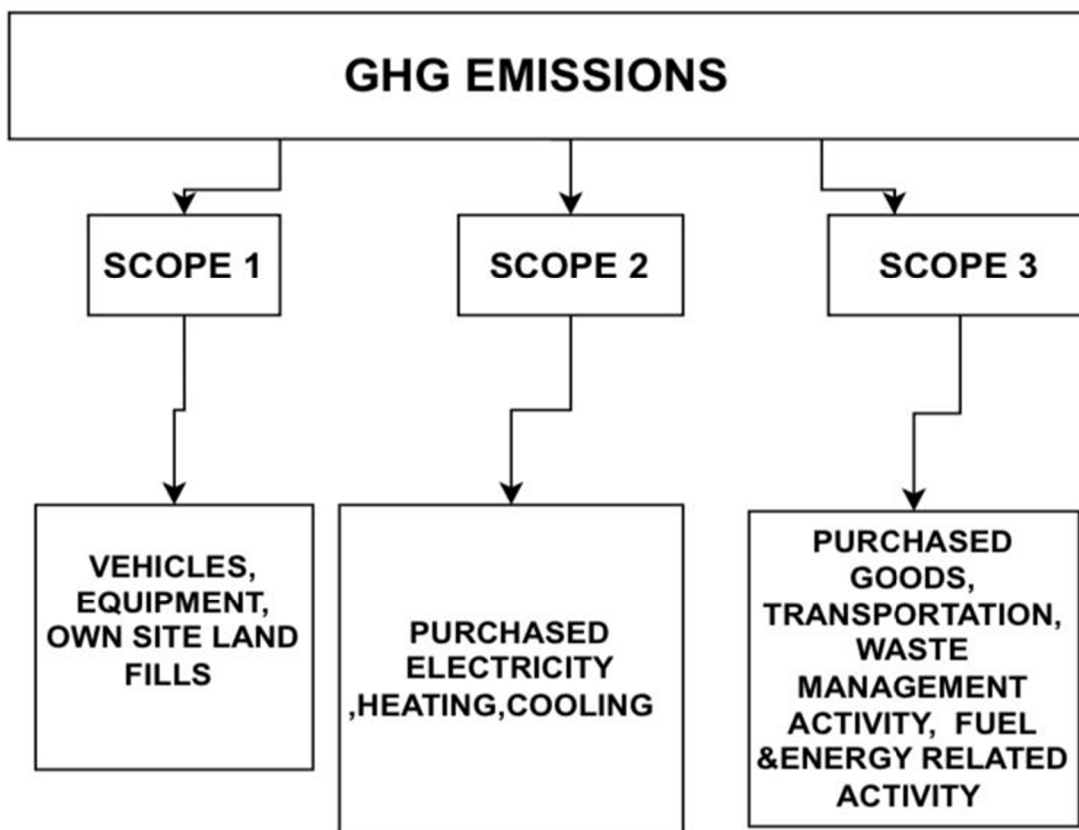 GHG EMISSIONS
SCOPE 1
SCOPE 2
SCOPE 3
VEHICLES,
EQUIPMENT,
OWN SITE LAND
FILLS
PURCHASED
ELECTRICITY
,HEATING,COOLING
PURCHASED
GOODS,
TRANSPORTATION,
WASTE
MANAGEMENT
ACTIVITY, FUEL
&ENERGY RELATED
ACTIVITY